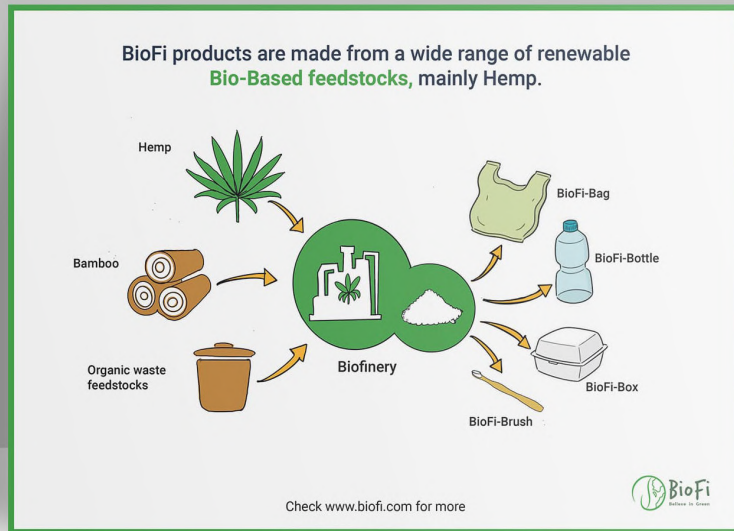 BioFi products are made from a wide range of renewable
Bio-Based feedstocks, mainly Hemp.
Hemp
BioFi-Bag
Bamboo
BioFi-Bottle
Organic waste
feedstocks
Biofinery
BioFi-Box
BioFi-Brush
Check www.biofi.com for more
BioFi
Believe in Green